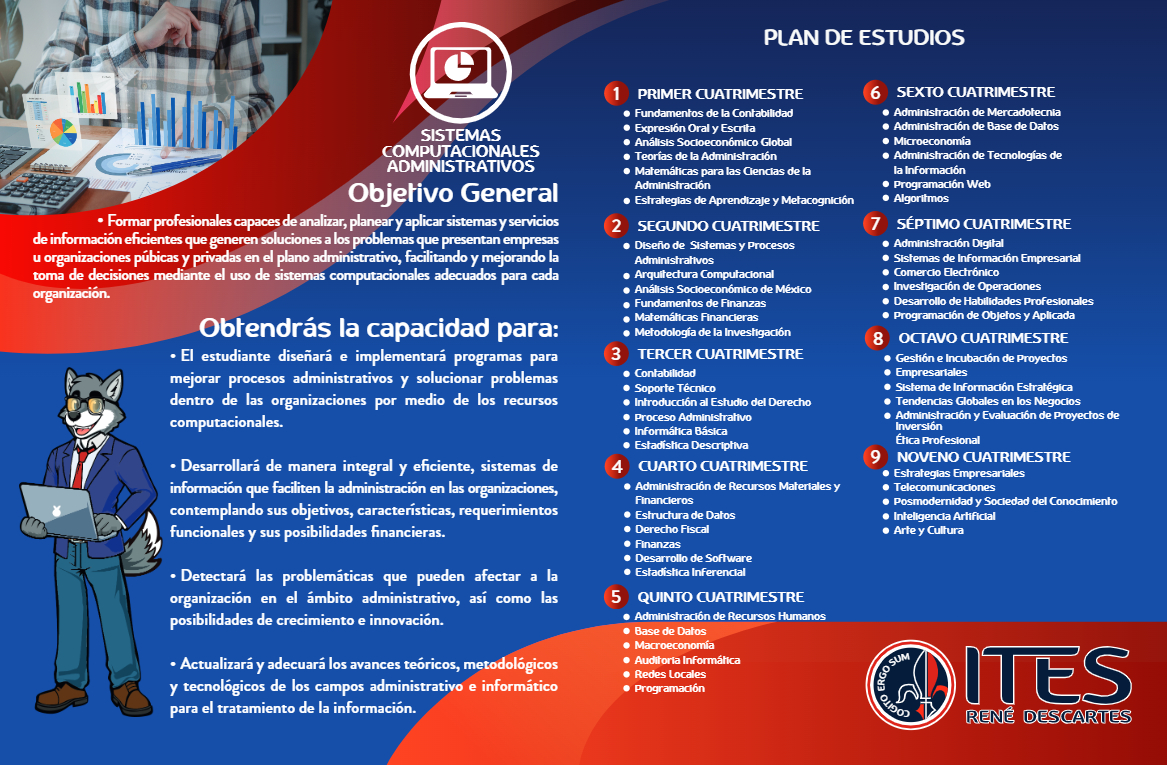 SISTEMAS
COMPUTACIONALES
ADMINISTRATIVOS
Objetivo General
• Formar profesionales capaces de analizar, planear y aplicar sistemas y servicios
de información eficientes que generen soluciones a los problemas que presentan empresas
u organizaciones púbicas y privadas en el plano administrativo, facilitando y mejorando la
toma de decisiones mediante el uso de sistemas computacionales adecuados para cada
organización.
Obtendrás la capacidad para:
• El estudiante diseñará e implementará programas para
mejorar procesos administrativos y solucionar problemas
dentro de las organizaciones por medio de los recursos
computacionales.
• Desarrollará de manera integral y eficiente, sistemas de
información que faciliten la administración en las organizaciones,
contemplando sus objetivos, características, requerimientos
funcionales y sus posibilidades financieras.
• Detectará las problemáticas que pueden afectar a la
organización en el ámbito administrativo, así como las
posibilidades de crecimiento e innovación.
• Actualizará y adecuará los avances teóricos, metodológicos
y tecnológicos de los campos administrativo e informático
para el tratamiento de la información.
PLAN DE ESTUDIOS
1 PRIMER CUATRIMESTRE
• Fundamentos de la Contabilidad
• Expresión Oral y Escrita
• Análisis Socioeconómico Global
• Teorías de la Administración
• Matemáticas para las Ciencias de la
Administración
• Estrategias de Aprendizaje y Metacognición
2 SEGUNDO CUATRIMESTRE
• Diseño de Sistemas y Procesos
Administrativos
• Arquitectura Computacional
• Análisis Socioeconómico de México
• Fundamentos de Finanzas
• Matemáticas Financieras
• Metodología de la Investigación
3 TERCER CUATRIMESTRE
• Contabilidad
• Soporte Técnico
• Introducción al Estudio del Derecho
• Proceso Administrativo
• Informática Básica
• Estadística Descriptiva
4 CUARTO CUATRIMESTRE
• Administración de Recursos Materiales y
Financieros
• Estructura de Datos
• Derecho Fiscal
• Finanzas
• Desarrollo de Software
• Estadística Inferencial
5 QUINTO CUATRIMESTRE
• Administración de Recursos Humanos
• Base de Datos
• Macroeconomía
• Auditoria Informática
• Redes Locales
• Programación
6 SEXTO CUATRIMESTRE
• Administración de Mercadotecnia
• Administración de Base de Datos
• Microeconomía
• Administración de Tecnologías de
la Información
• Programación Web
• Algoritmos
7 SÉPTIMO CUATRIMESTRE
• Administración Digital
• Sistemas de Información Empresarial
• Comercio Electrónico
• Investigación de Operaciones
• Desarrollo de Habilidades Profesionales
• Programación de Objetos y Aplicada
8 OCTAVO CUATRIMESTRE
• Gestión e Incubación de Proyectos
• Empresariales
• Sistema de Información Estratégica
• Tendencias Globales en los Negocios
• Administración y Evaluación de Proyectos de
Inversión
Ética Profesional
9 NOVENO CUATRIMESTRE
• Estrategias Empresariales
• Telecomunicaciones
• Posmodernidad y Sociedad del Conocimiento
• Inteligencia Artificial
• Arte y Cultura
COGITO ERGO SUM
ITES
RENÉ DESCARTES